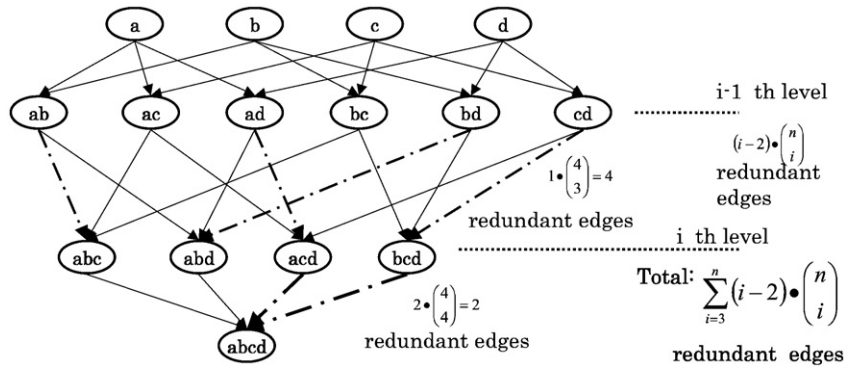 a b c d
i-1 th level
ab ac ad bc bd cd
(i−2)•(n i)
redundant
edges
1•(4 3)=4
redundant edges
i th level
abc abd acd bcd
Total: ∑ i=3 n (i−2)•(n i)
redundant edges
2•(4 4)=2
redundant edges
abcd